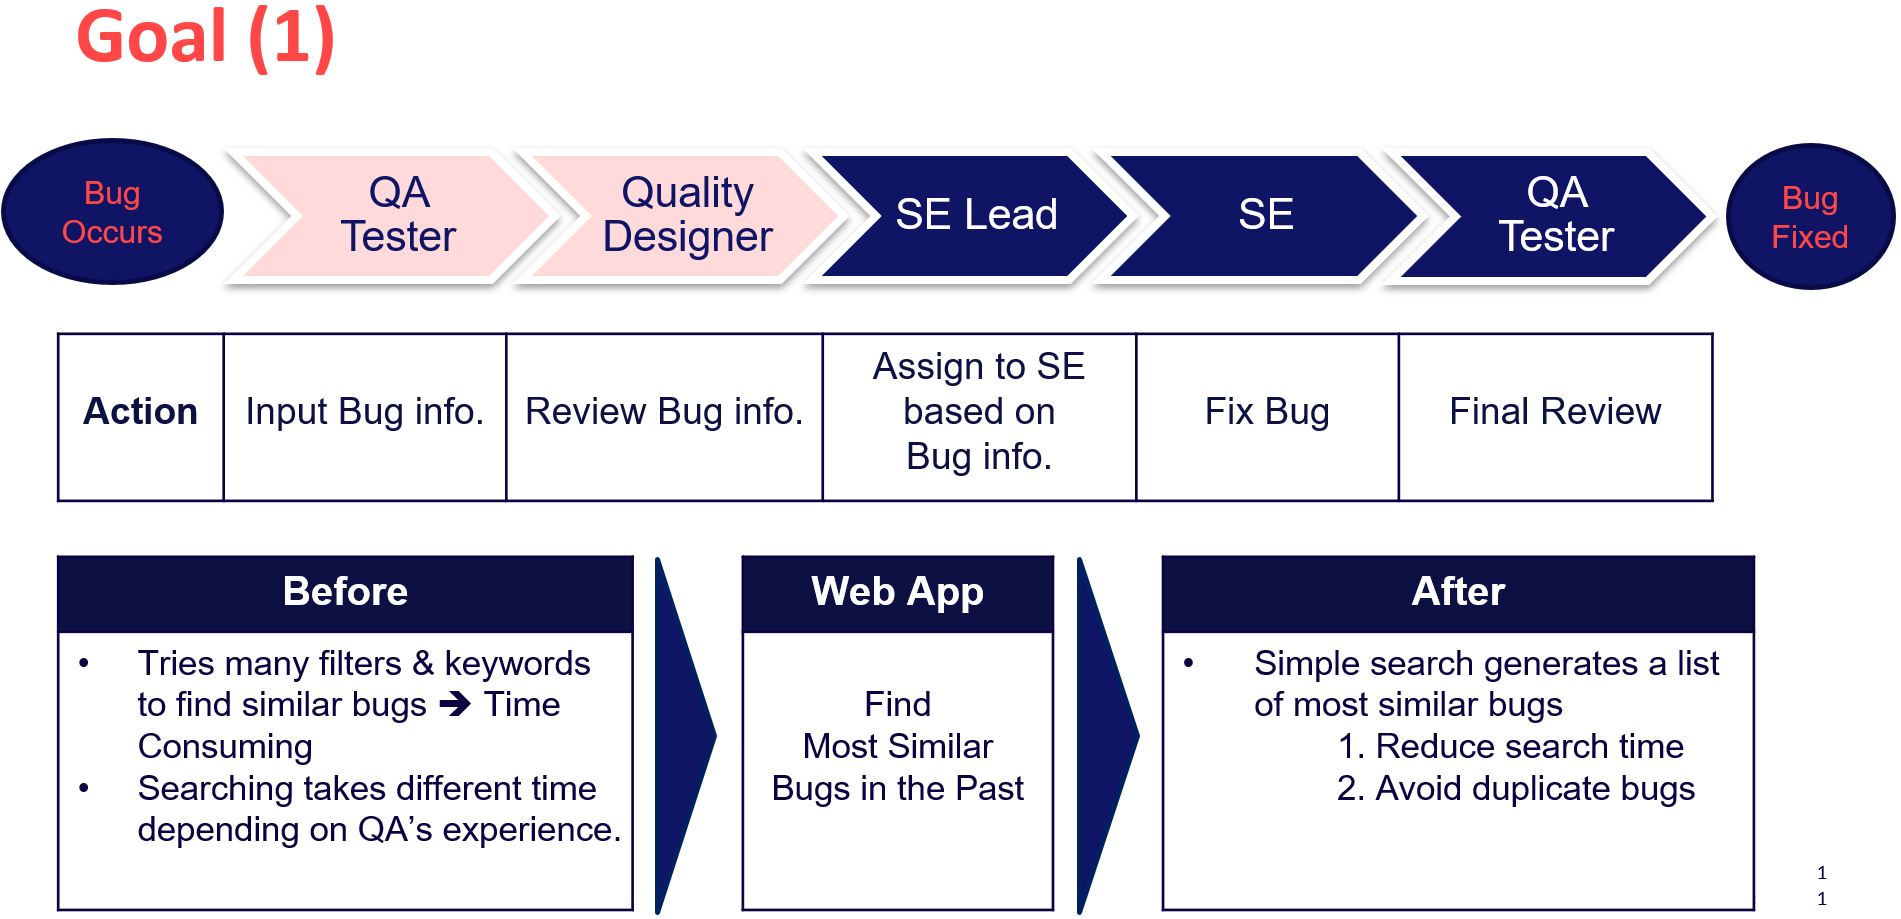 Goal (1)
Bug
Occurs
QA
Tester
Quality
Designer
SE Lead
SE
QA
Tester
Bug
Fixed
Action
Input Bug info.
Review Bug info.
Assign to SE
based on
Bug info.
Fix Bug
Final Review
Before
• Tries many filters & keywords
to find similar bugs ➔ Time
Consuming
• Searching takes different time
depending on QA’s experience.
Web App
Find
Most Similar
Bugs in the Past
After
• Simple search generates a list
of most similar bugs
1. Reduce search time
2. Avoid duplicate bugs
1
1